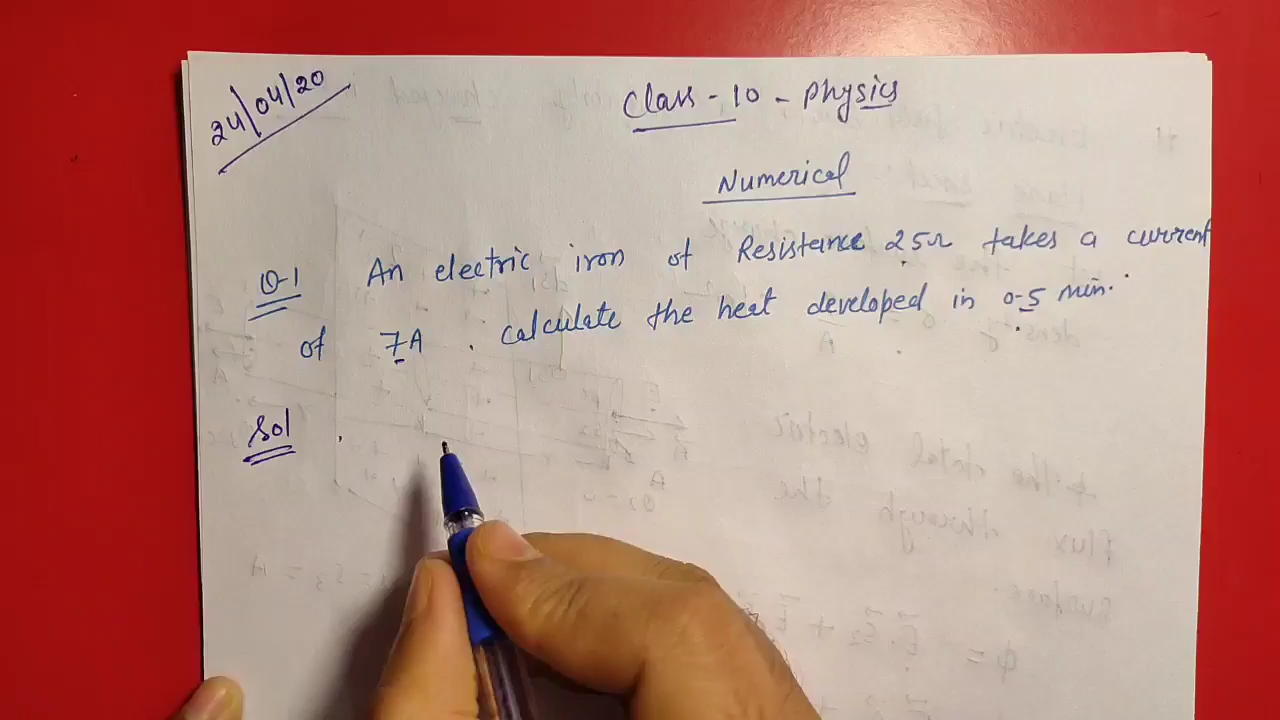 24/04/20
Class - 10 - Physics
Numerical
Q-1 An electric iron of Resistance 25Ω takes a current
of 7A . calculate the heat developed in 0.5 min.
Sol